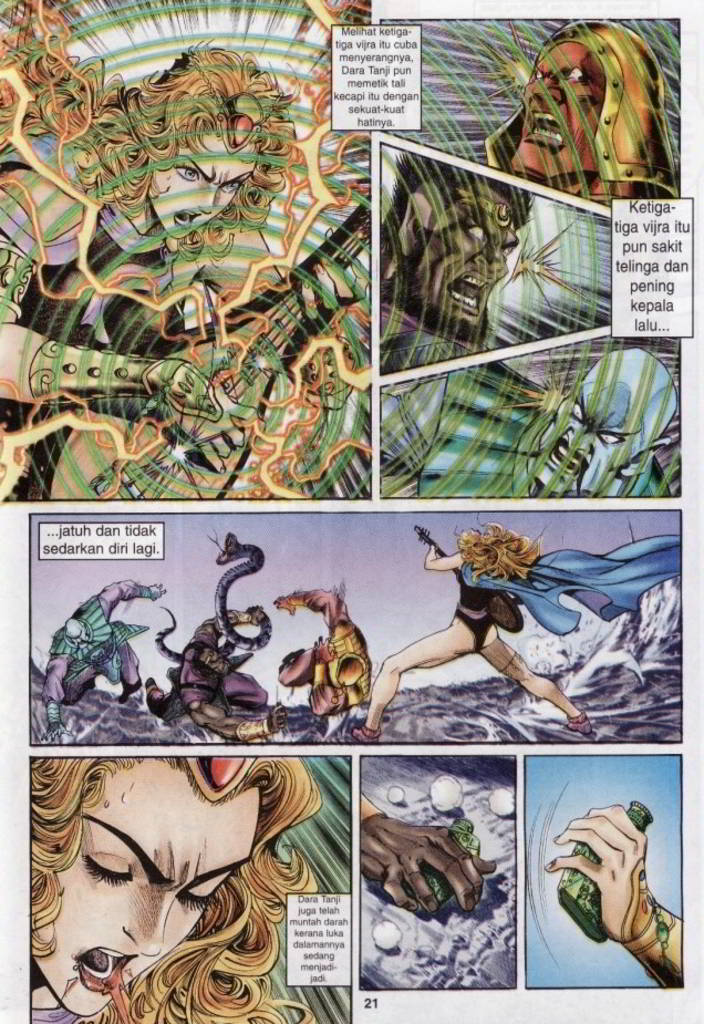 Melihat ketiga-
tiga vijra itu cuba
menyerangnya,
Dara Tanji pun
memetik tali
kecapi itu dengan
sekuat-kuat
hatinya.
Ketiga-
tiga vijra itu
pun sakit
telinga dan
pening
kepala
lalu...
...jatuh dan tidak
sedarkan diri lagi.
Dara Tanji
juga telah
muntah darah
kerana luka
dalamannya
sedang
menjadi-
jadi.
21